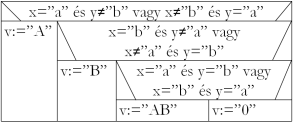 x=”a” és y≠”b” vagy x≠”b” és y=”a”
v:=”A”
x=”b” és y≠”a” vagy
x≠”a” és y=”b”
v:=”B”
x=”a” és y=”b” vagy
x=”b” és y=”a”
v:=”AB”
v:=”0”